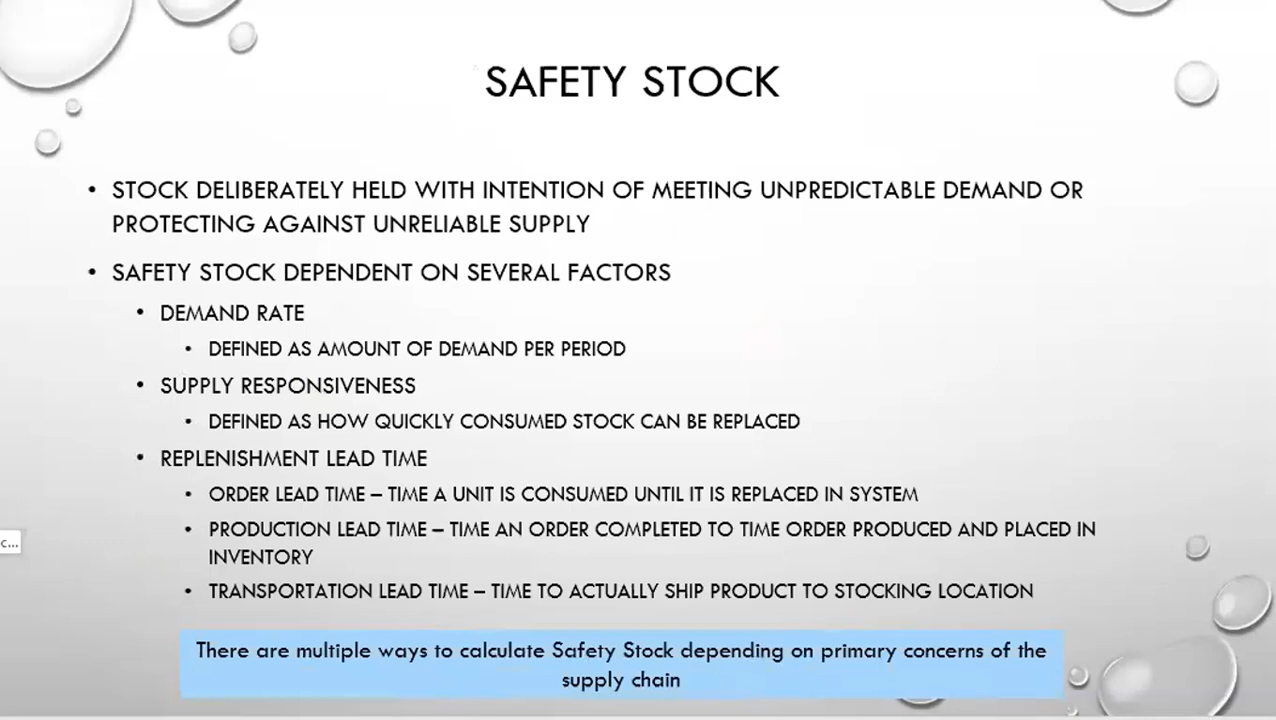 SAFETY STOCK
• STOCK DELIBERATELY HELD WITH INTENTION OF MEETING UNPREDICTABLE DEMAND OR
PROTECTING AGAINST UNRELIABLE SUPPLY
• SAFETY STOCK DEPENDENT ON SEVERAL FACTORS
• DEMAND RATE
• DEFINED AS AMOUNT OF DEMAND PER PERIOD
• SUPPLY RESPONSIVENESS
• DEFINED AS HOW QUICKLY CONSUMED STOCK CAN BE REPLACED
• REPLENISHMENT LEAD TIME
• ORDER LEAD TIME – TIME A UNIT IS CONSUMED UNTIL IT IS REPLACED IN SYSTEM
• PRODUCTION LEAD TIME – TIME AN ORDER COMPLETED TO TIME ORDER PRODUCED AND PLACED IN
INVENTORY
c...
• TRANSPORTATION LEAD TIME – TIME TO ACTUALLY SHIP PRODUCT TO STOCKING LOCATION
There are multiple ways to calculate Safety Stock depending on primary concerns of the
supply chain